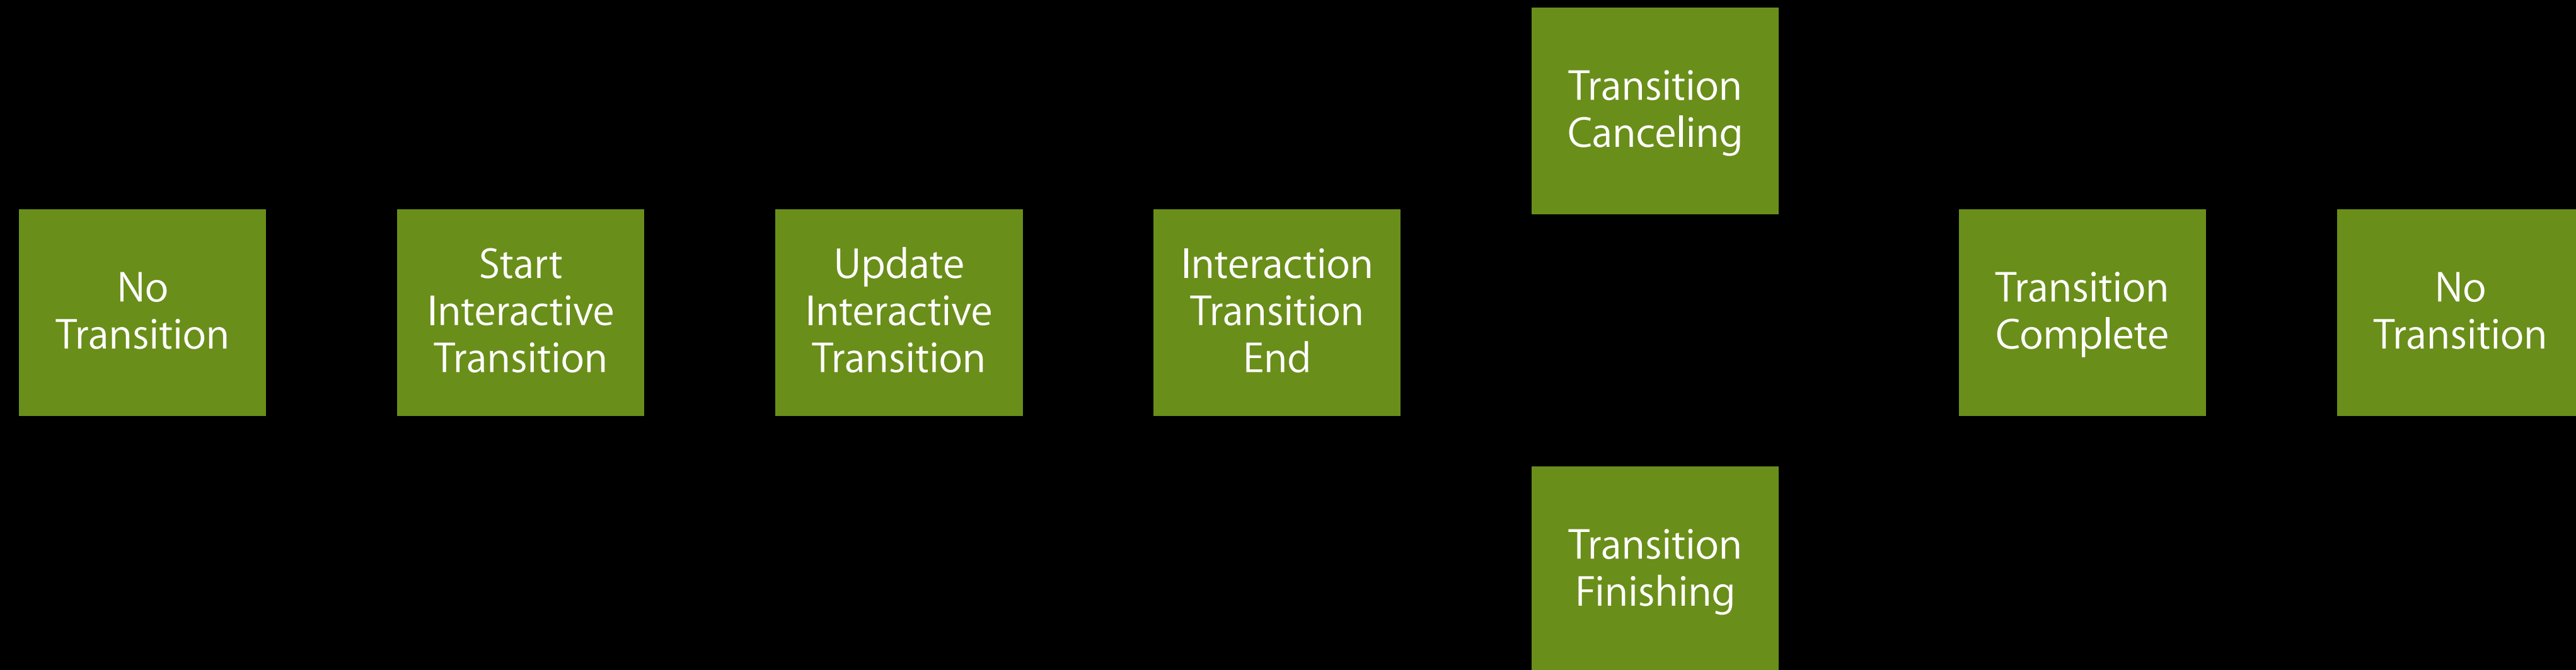 No
Transition
Start
Interactive
Transition
Update
Interactive
Transition
Interaction
Transition
End
Transition
Canceling
Transition
Finishing
Transition
Complete
No
Transition